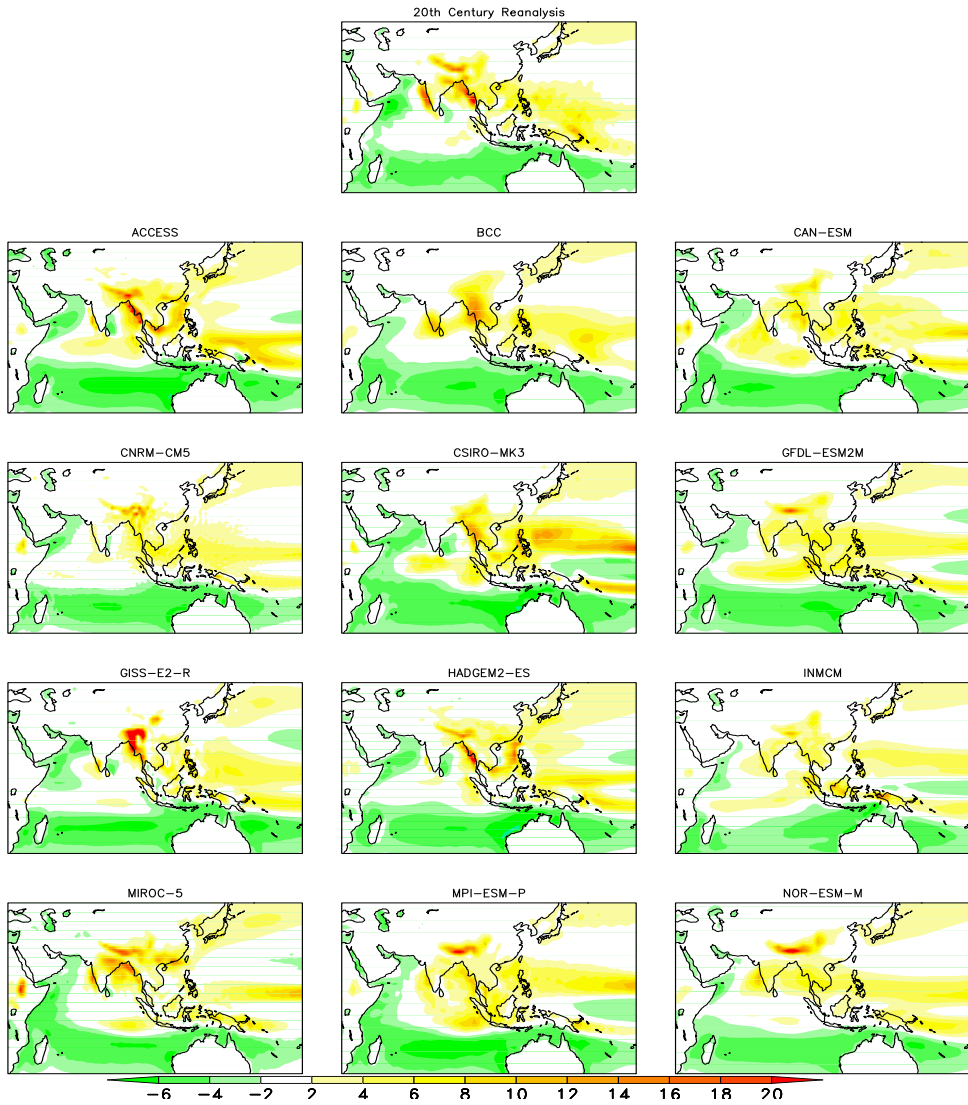 20th Century Reanalysis
ACCESS
BCC
CAN-ESM
CNRM-CM5
CSIRO-MK3
GFDL-ESM2M
GISS-E2-R
HADGEM2-ES
INMCM
MIROC-5
MPI-ESM-P
NOR-ESM-M
-6 -4 -2 2 4 6 8 10 12 14 16 18 20